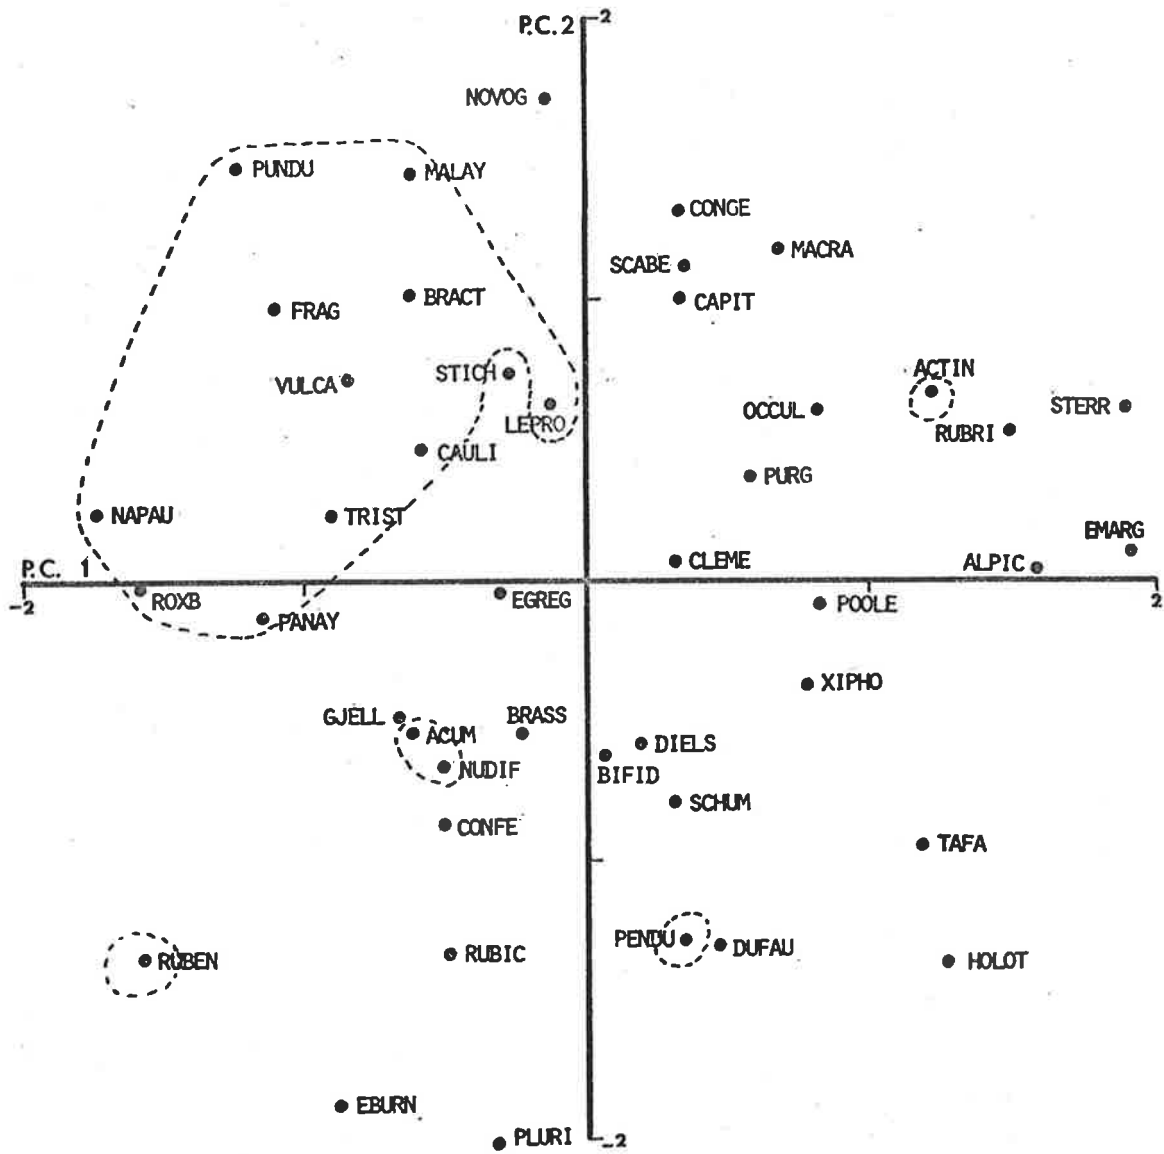 P.C.2 2
NOVOG
PUNDU
MALAY
CONGE
MACRA
SCABE
CAPIT
BRACT
FRAG
STICH
ACTIN
VULCA
OCCUL
STERR
LEPRO
RUBRI
CAULI
PURG
NAPAU
TRIST
EMARG
CLEME
ALPIC
P.C. 1
-2
2
ROXB
EGREG
POOLE
PANAY
XIPHO
GJELL
BRASS
ACUM
DIELS
NUDIF
BIFID
SCHUM
CONFE
TAFA
PENDU
DUFAU
RUBIC
RUBEN
HOLOT
EBURN
PLURI
-2